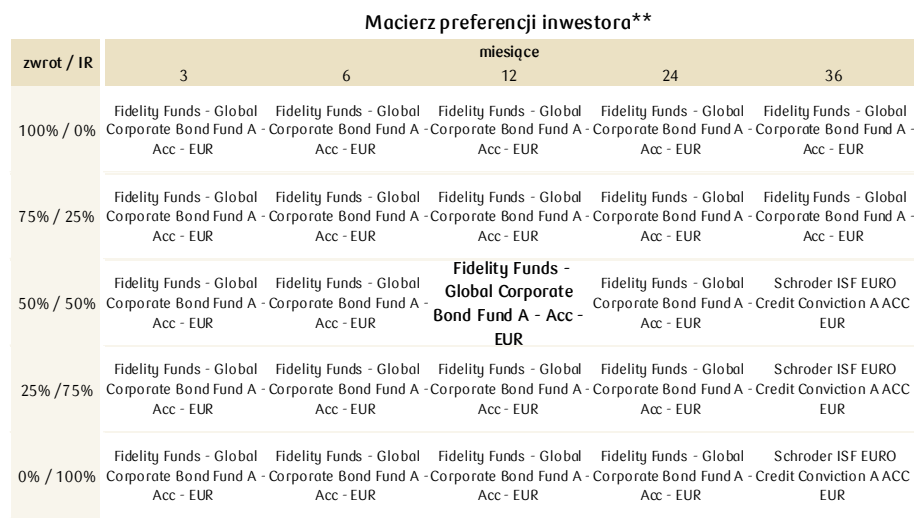 Macierz preferencji inwestora**
zwrot / IR
miesiące
3 6 12 24 36
100% / 0%
Fidelity Funds - Global Corporate Bond Fund A - Acc - EUR
Fidelity Funds - Global Corporate Bond Fund A - Acc - EUR
Fidelity Funds - Global Corporate Bond Fund A - Acc - EUR
Fidelity Funds - Global Corporate Bond Fund A - Acc - EUR
Fidelity Funds - Global Corporate Bond Fund A - Acc - EUR
75% / 25%
Fidelity Funds - Global Corporate Bond Fund A - Acc - EUR
Fidelity Funds - Global Corporate Bond Fund A - Acc - EUR
Fidelity Funds - Global Corporate Bond Fund A - Acc - EUR
Fidelity Funds - Global Corporate Bond Fund A - Acc - EUR
Fidelity Funds - Global Corporate Bond Fund A - Acc - EUR
50% / 50%
Fidelity Funds - Global Corporate Bond Fund A - Acc - EUR
Fidelity Funds - Global Corporate Bond Fund A - Acc - EUR
Fidelity Funds - Global Corporate Bond Fund A - Acc - EUR
Fidelity Funds - Global Corporate Bond Fund A - Acc - EUR
Schroder ISF EURO Credit Conviction A ACC EUR
25% /75%
Fidelity Funds - Global Corporate Bond Fund A - Acc - EUR
Fidelity Funds - Global Corporate Bond Fund A - Acc - EUR
Fidelity Funds - Global Corporate Bond Fund A - Acc - EUR
Fidelity Funds - Global Corporate Bond Fund A - Acc - EUR
Schroder ISF EURO Credit Conviction A ACC EUR
0% / 100%
Fidelity Funds - Global Corporate Bond Fund A - Acc - EUR
Fidelity Funds - Global Corporate Bond Fund A - Acc - EUR
Fidelity Funds - Global Corporate Bond Fund A - Acc - EUR
Fidelity Funds - Global Corporate Bond Fund A - Acc - EUR
Schroder ISF EURO Credit Conviction A ACC EUR